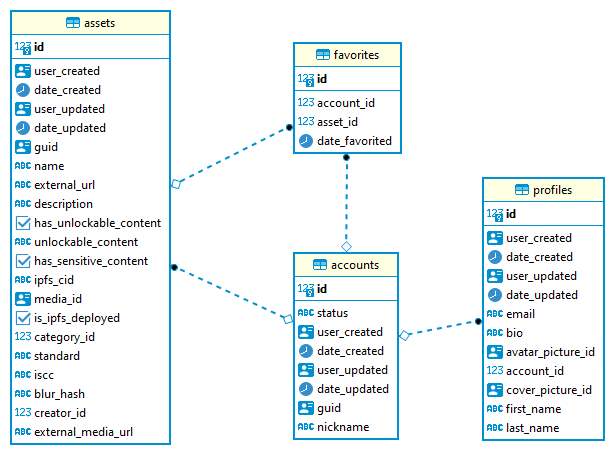 assets
123 id
user_created
date_created
user_updated
date_updated
guid
ABC name
ABC external_url
ABC description
has_unlockable_content
ABC unlockable_content
has_sensitive_content
ABC ipfs_cid
media_id
is_ipfs_deployed
123 category_id
ABC standard
ABC iscc
ABC blur_hash
123 creator_id
ABC external_media_url
favorites
123 id
123 account_id
123 asset_id
date_favorited
accounts
123 id
ABC status
user_created
date_created
user_updated
date_updated
guid
ABC nickname
profiles
123 id
user_created
date_created
user_updated
date_updated
ABC email
ABC bio
avatar_picture_id
123 account_id
cover_picture_id
ABC first_name
ABC last_name